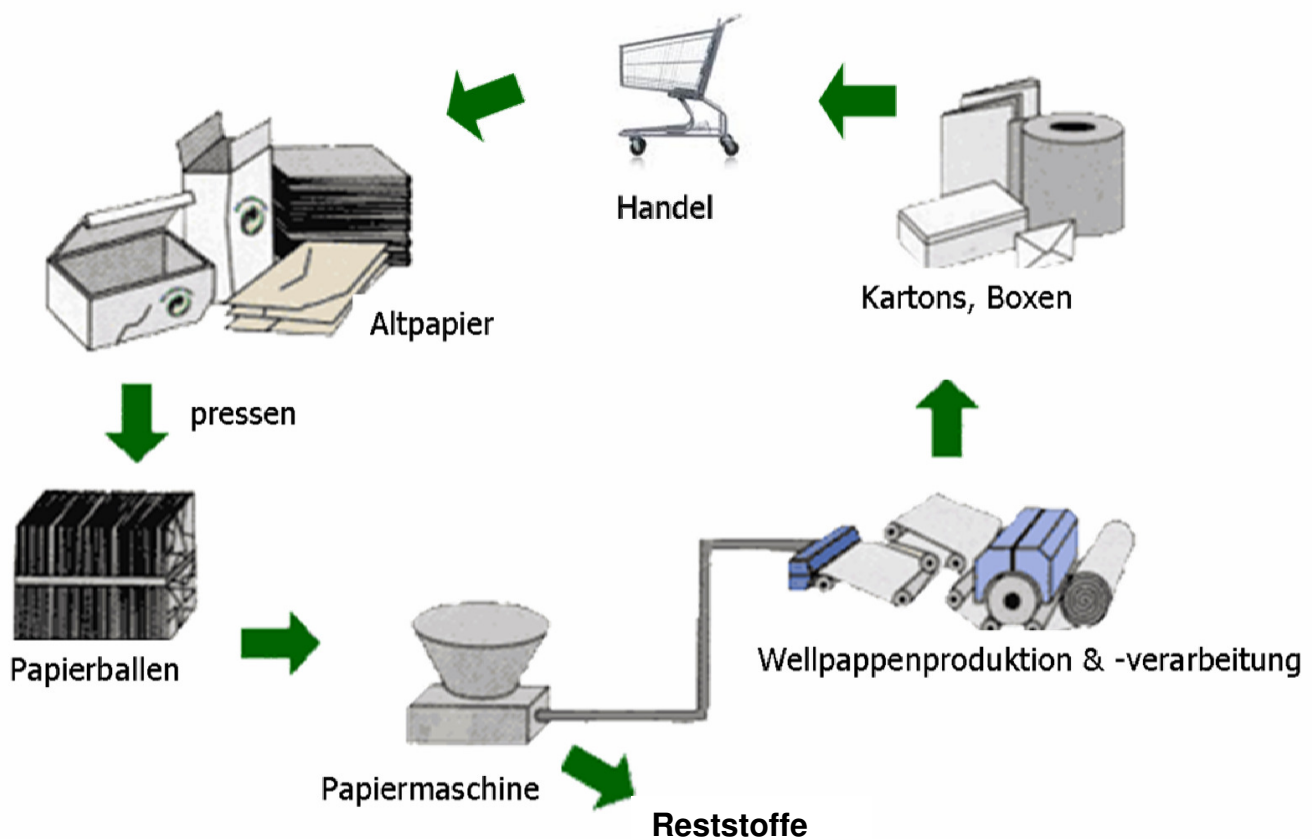 Handel
Kartons, Boxen
Altpapier
pressen
Papierballen
Wellpappenproduktion & -verarbeitung
Papiermaschine
Reststoffe